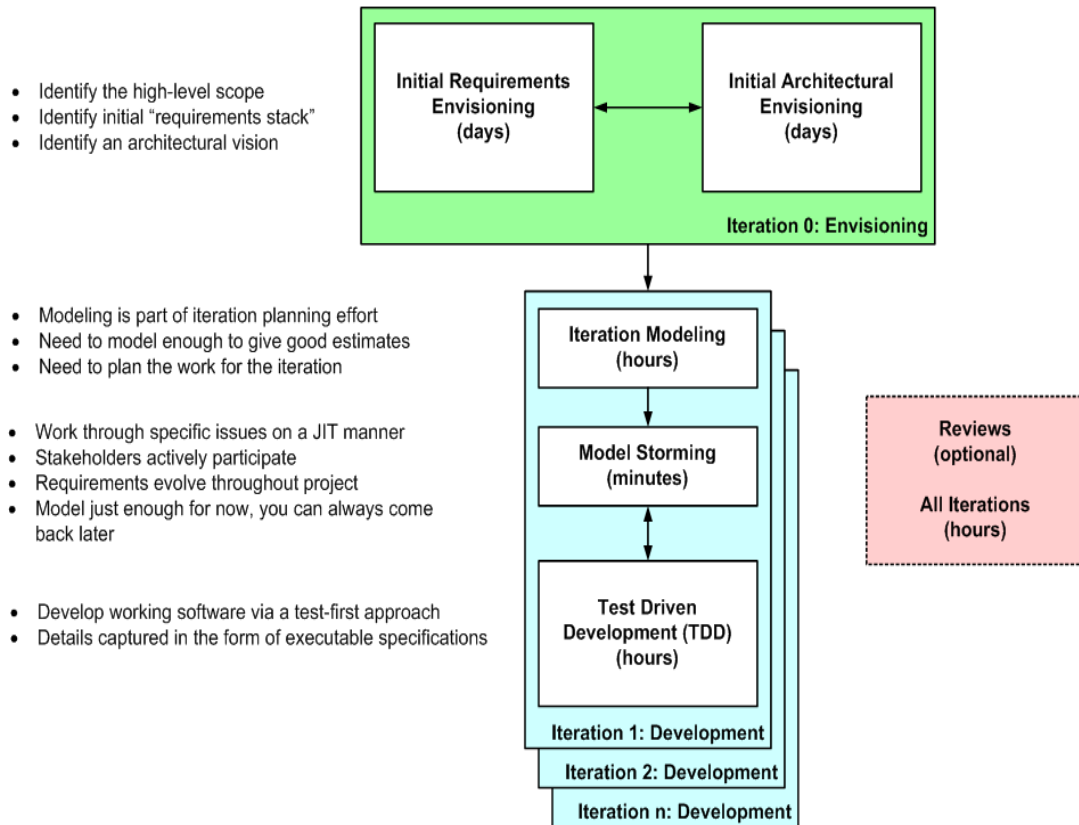 Initial Requirements
Envisioning
(days)
Initial Architectural
Envisioning
(days)
• Identify the high-level scope
• Identify initial “requirements stack”
• Identify an architectural vision
Iteration 0: Envisioning
• Modeling is part of iteration planning effort
• Need to model enough to give good estimates
• Need to plan the work for the iteration
Iteration Modeling
(hours)
• Work through specific issues on a JIT manner
• Stakeholders actively participate
• Requirements evolve throughout project
• Model just enough for now, you can always come
back later
Model Storming
(minutes)
Reviews
(optional)
All Iterations
(hours)
• Develop working software via a test-first approach
• Details captured in the form of executable specifications
Test Driven
Development (TDD)
(hours)
Iteration 1: Development
Iteration 2: Development
Iteration n: Development